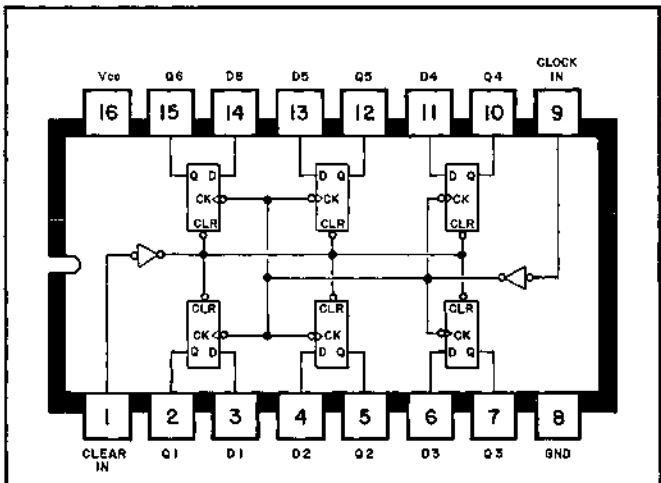 CLOCK
Vcc Q6 D6 D5 Q5 D4 Q4 IN
16 15 14 13 12 11 10 9
Q D D Q D Q
CK CK CK
CLR CLR CLR
CLR CLR CLR
CK CK CK
Q D D Q D Q
1 2 3 4 5 6 7 8
CLEAR Q1 D1 D2 Q2 D3 Q3 GND
IN